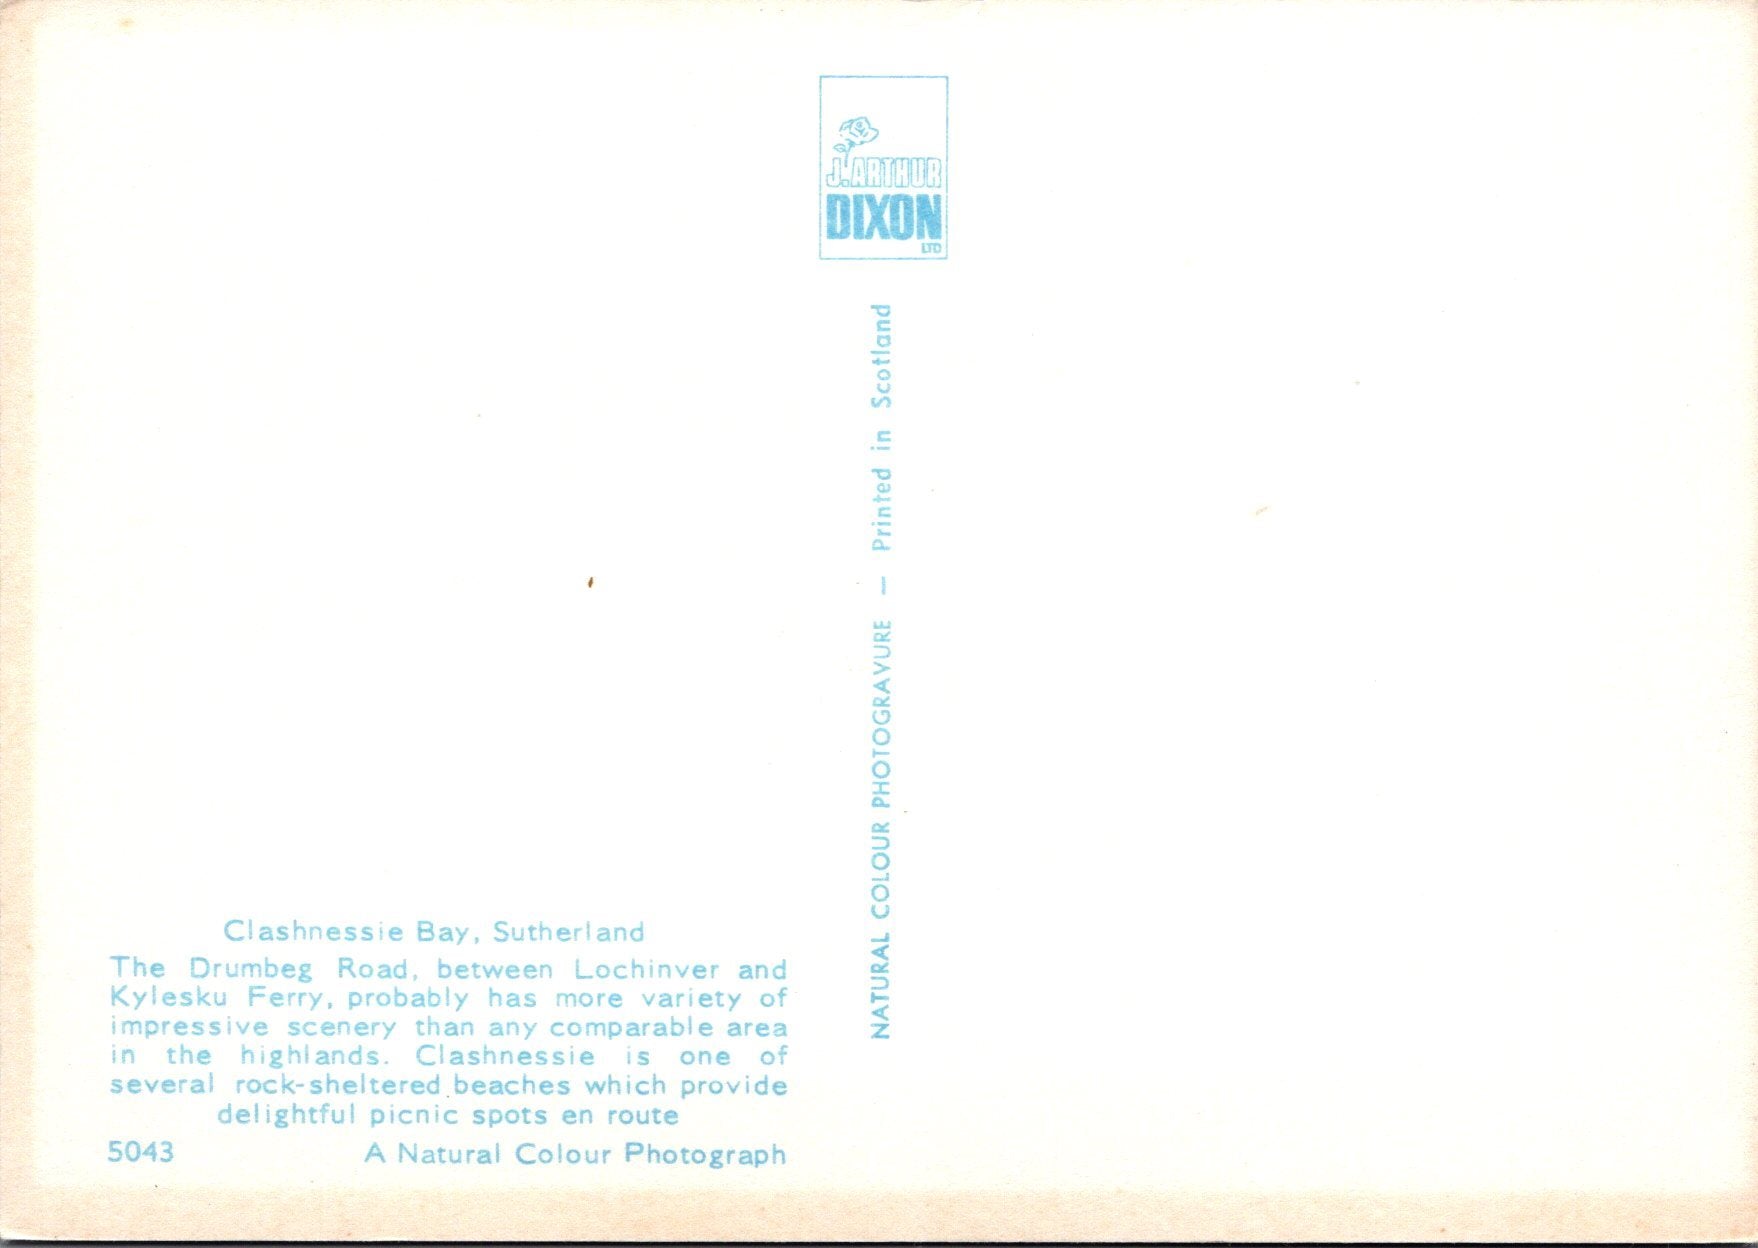 J. ARTHUR
DIXON
LTD
NATURAL COLOUR PHOTOGRAVURE — Printed in Scotland
Clashnessie Bay, Sutherland
The Drumbeg Road, between Lochinver and
Kylesku Ferry, probably has more variety of
impressive scenery than any comparable area
in the highlands. Clashnessie is one of
several rock-sheltered beaches which provide
delightful picnic spots en route
5043 A Natural Colour Photograph